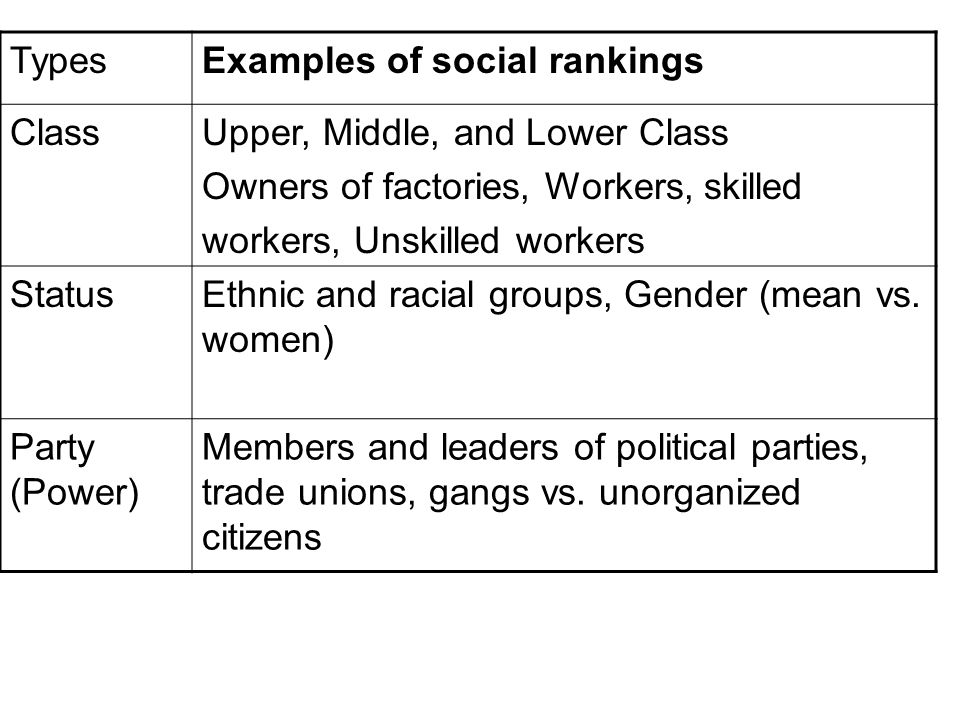 Types
Examples of social rankings
Class
Upper, Middle, and Lower Class
Owners of factories, Workers, skilled
workers, Unskilled workers
Status
Ethnic and racial groups, Gender (mean vs.
women)
Party
(Power)
Members and leaders of political parties,
trade unions, gangs vs. unorganized
citizens